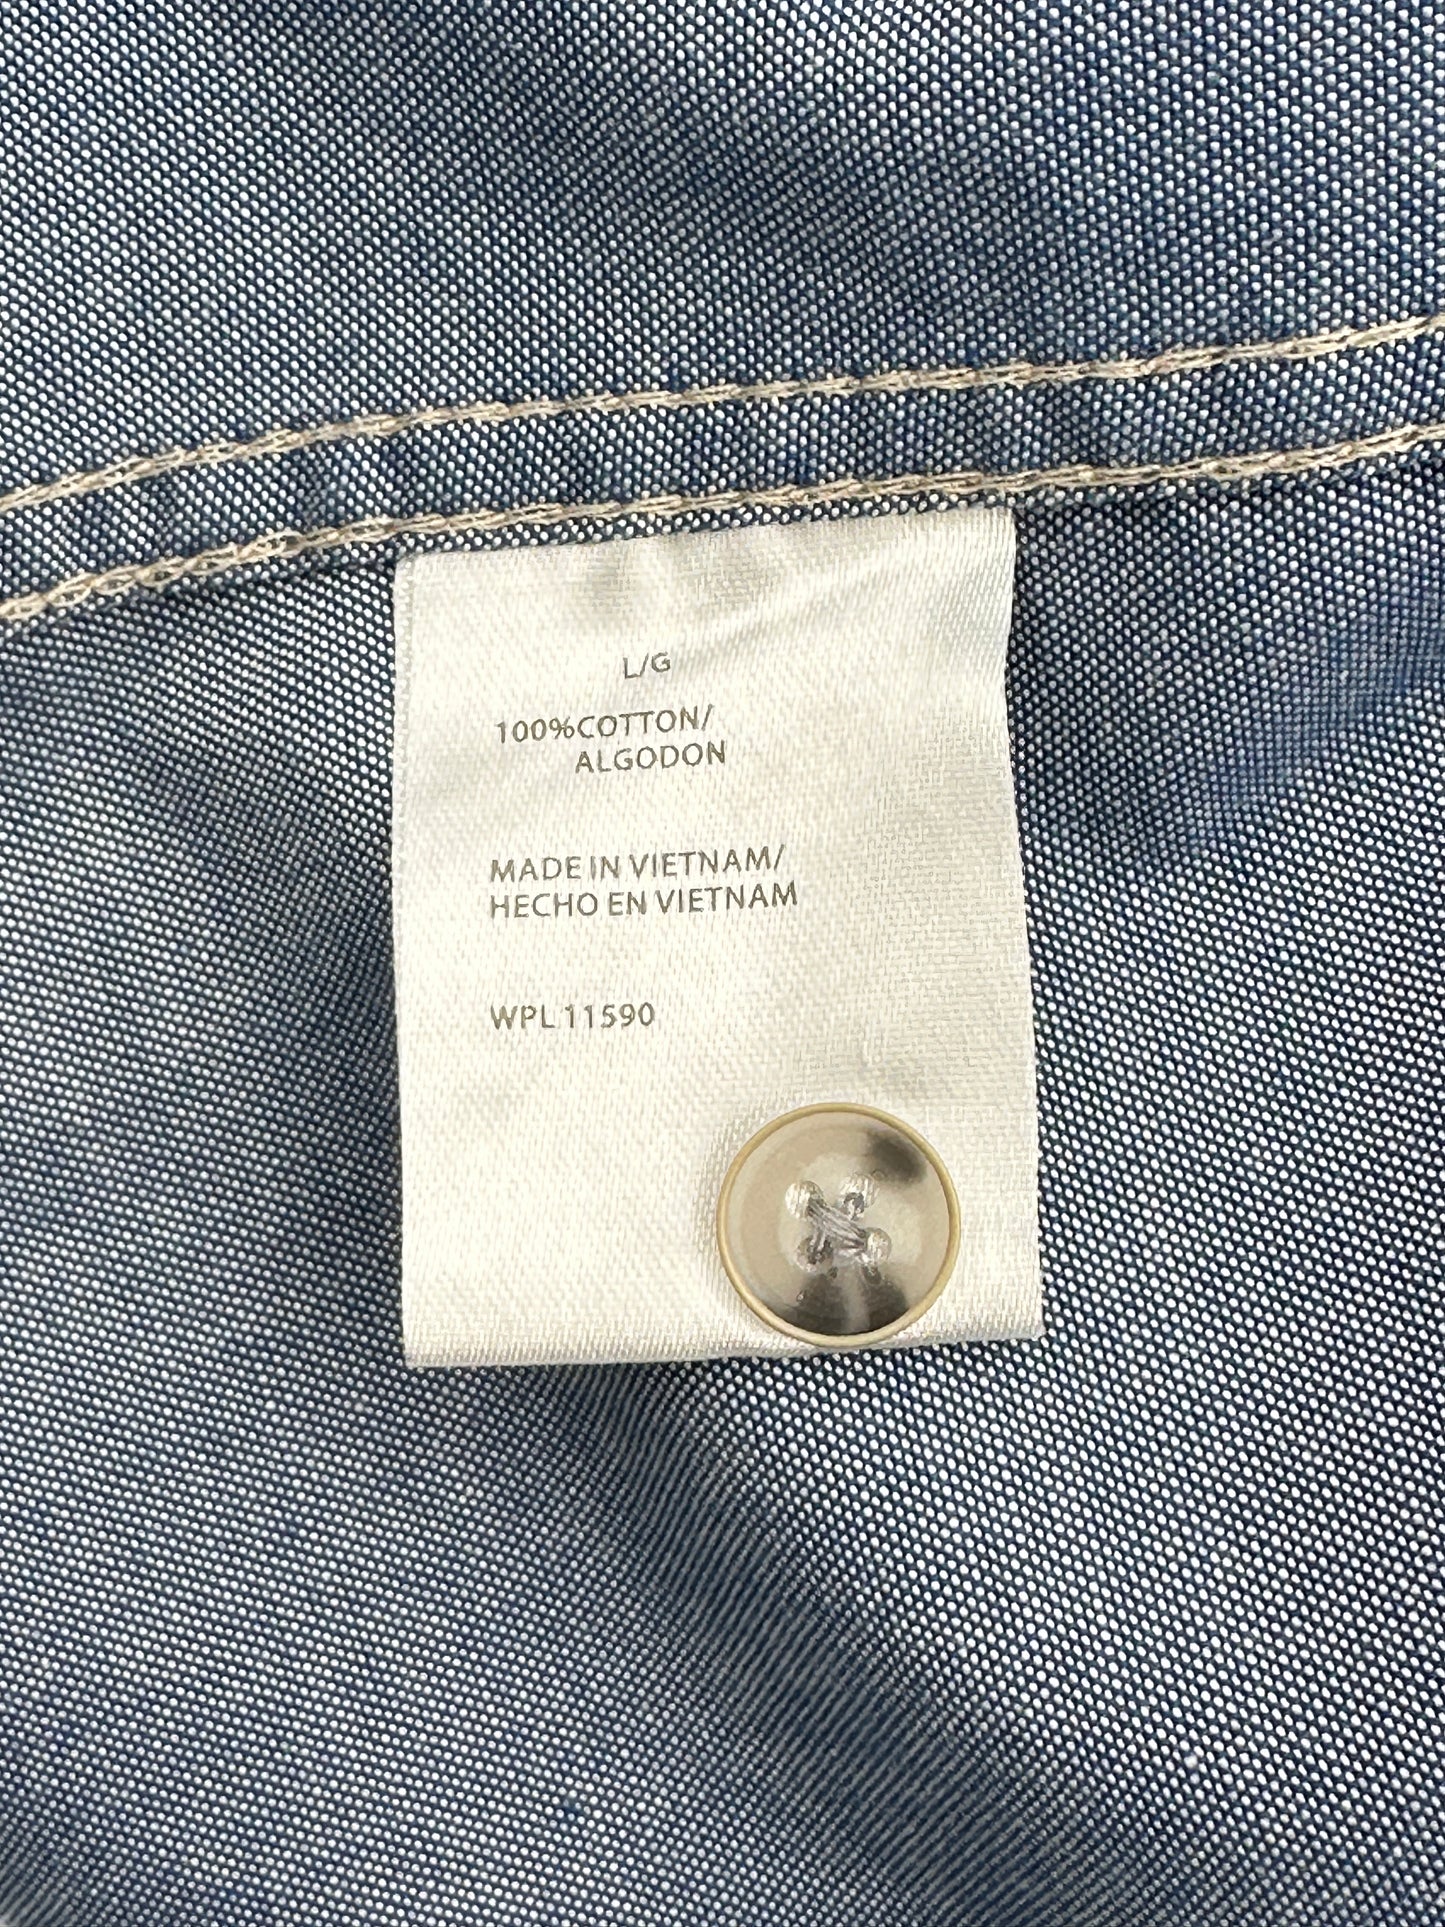 L/G
100%COTTON/
ALGODON
MADE IN VIETNAM/
HECHO EN VIETNAM
WPL 11590